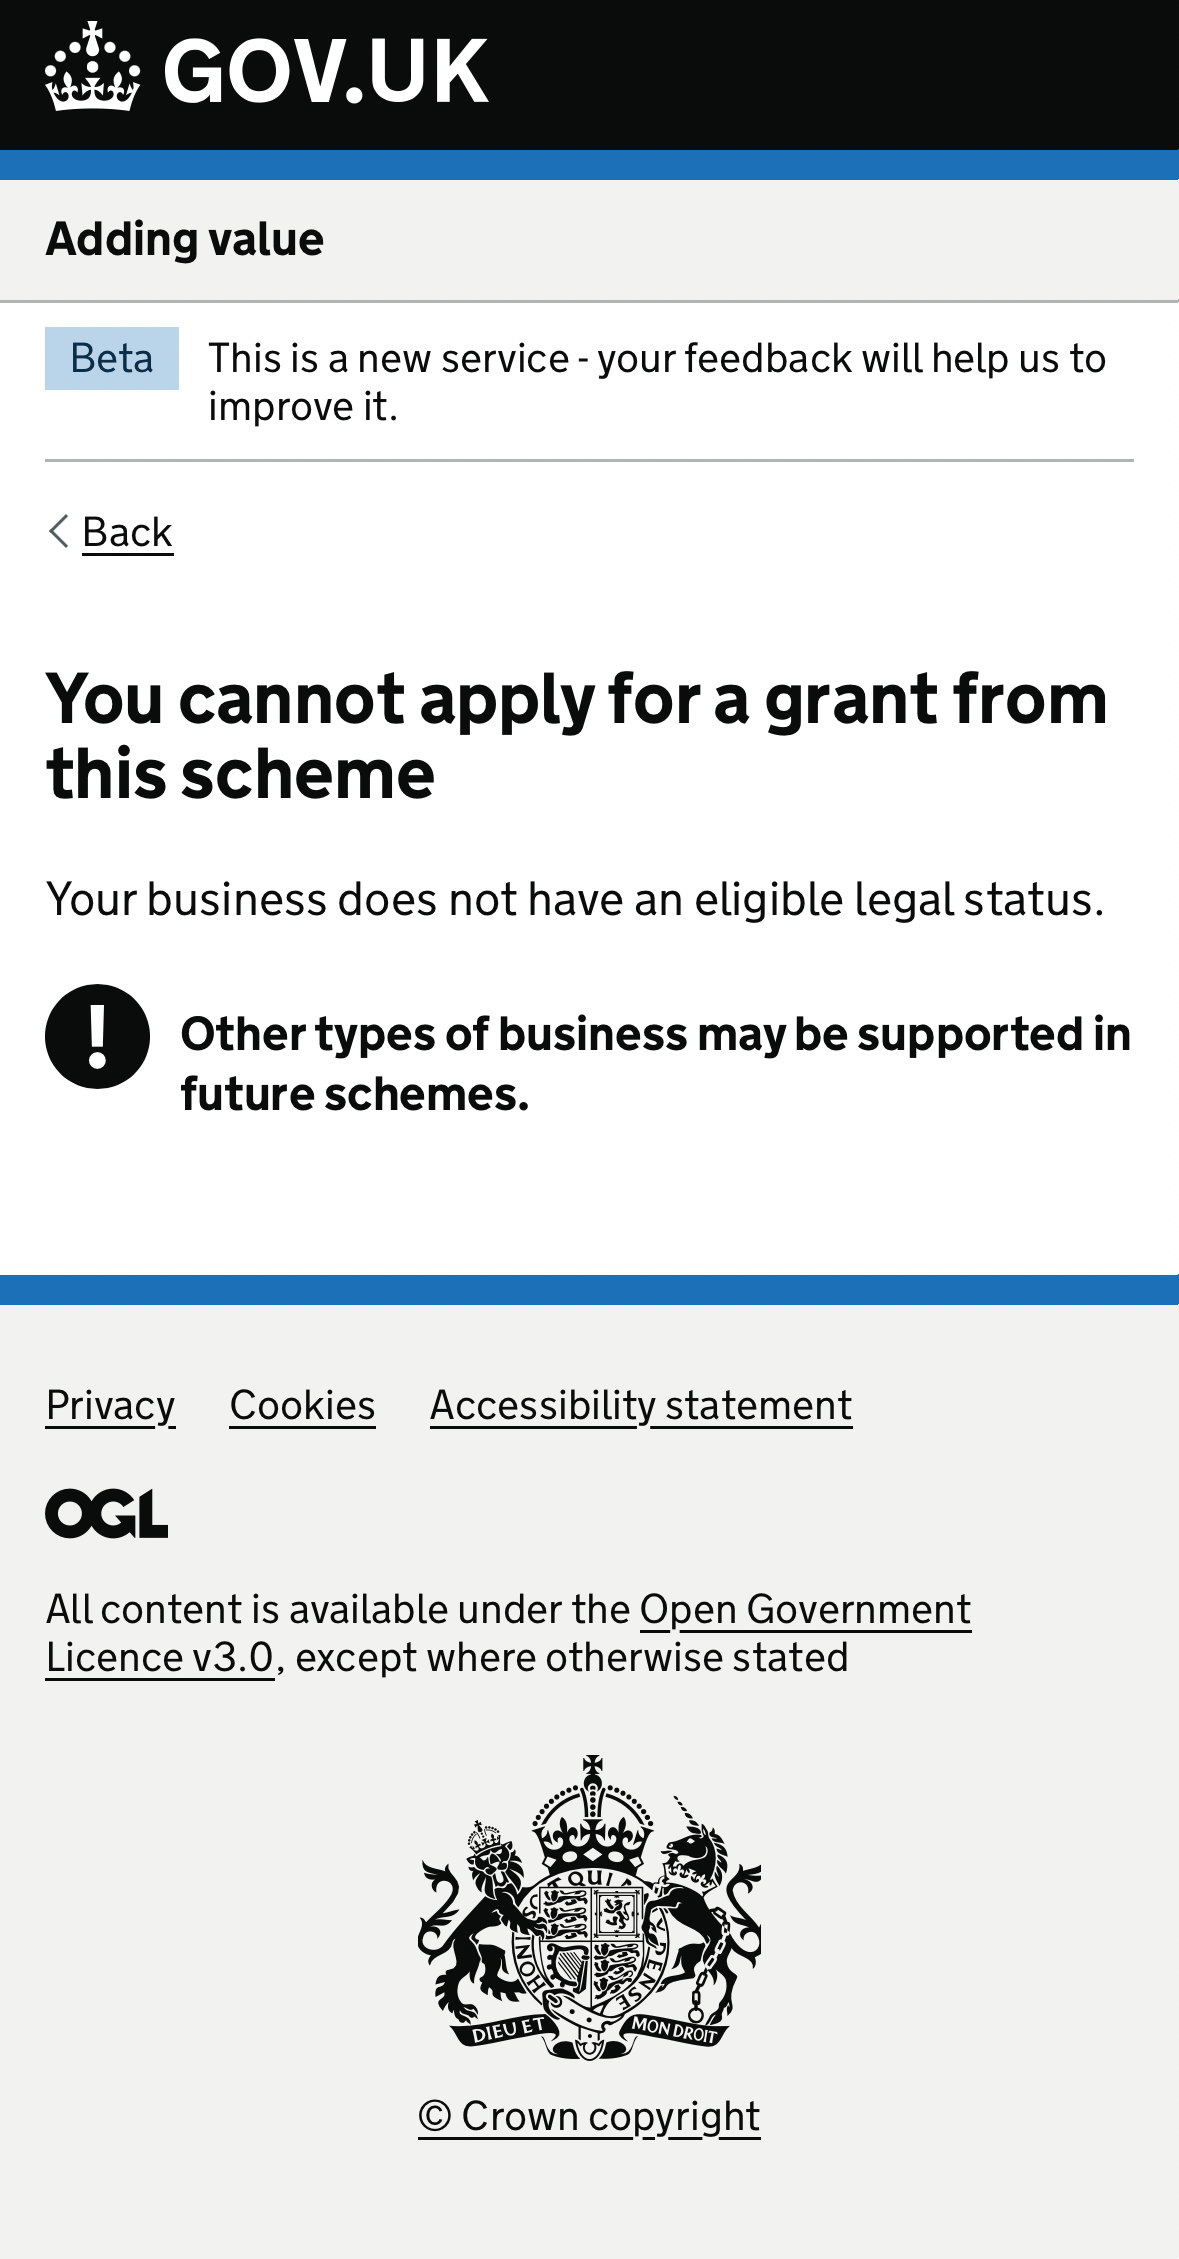 GOV.UK
Adding value
Beta
This is a new service - your feedback will help us to
improve it.
Back
You cannot apply for a grant from
this scheme
Your business does not have an eligible legal status.
! Other types of business may be supported in
future schemes.
Privacy Cookies Accessibility statement
OGL
All content is available under the Open Government
Licence v3.0, except where otherwise stated
QUI
HONI
PENSE
DIEU ET MON DROIT
© Crown copyright